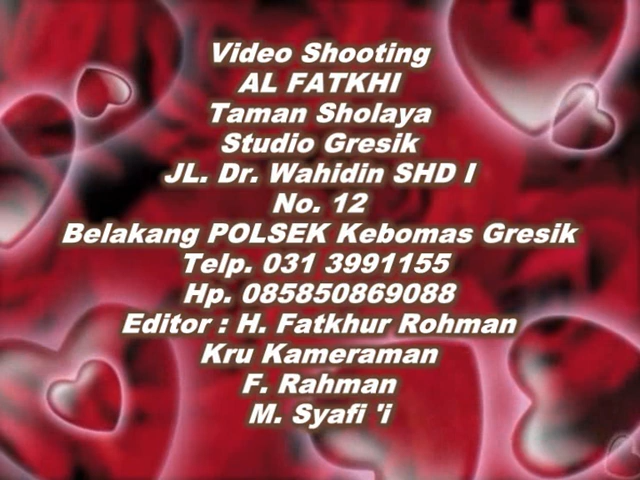 Video Shooting
AL FATKHI
Taman Sholaya
Studio Gresik
JL. Dr. Wahidin SHD I
No. 12
Belakang POLSEK Kebomas Gresik
Telp. 031 3991155
Hp. 085850869088
Editor : H. Fatkhur Rohman
Kru Kameraman
F. Rahman
M. Syafi 'i